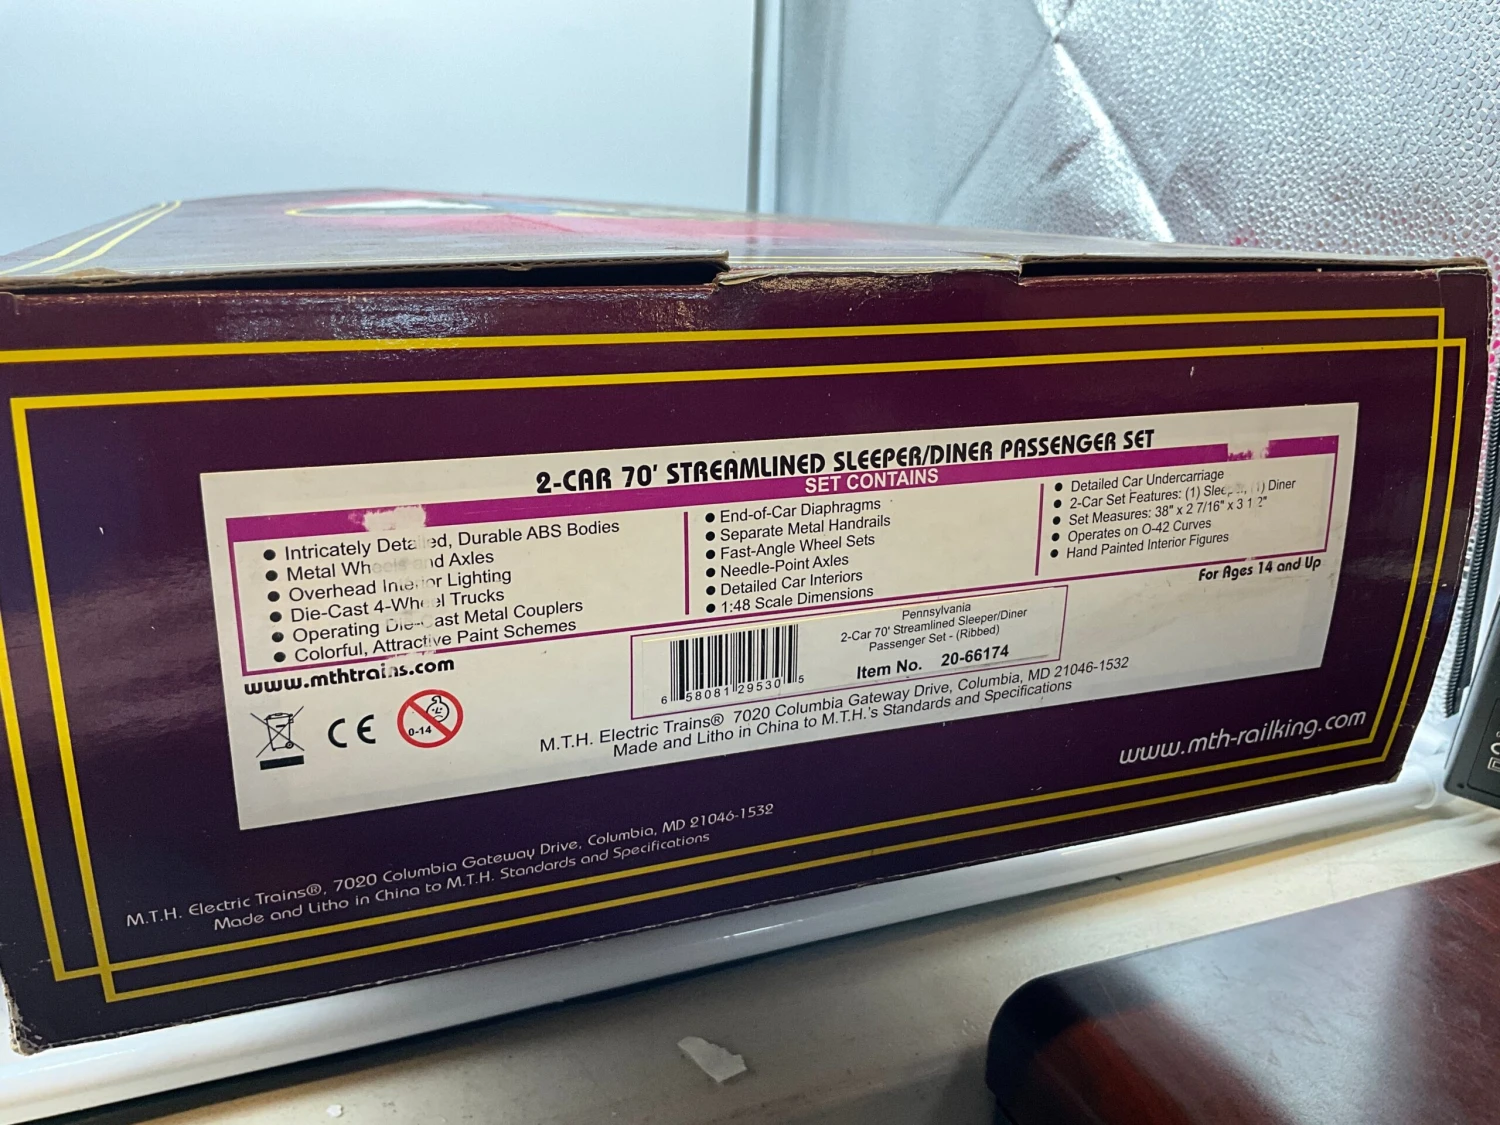 2-CAR 70' STREAMLINED SLEEPER/DINER PASSENGER SET
SET CONTAINS
● Intricately Detailed, Durable ABS Bodies
● Metal Wheels and Axles
● Overhead Interior Lighting
● Die-Cast 4-Wheel Trucks
● Operating Die-Cast Metal Couplers
● Colorful, Attractive Paint Schemes
● End-of-Car Diaphragms
● Separate Metal Handrails
● Fast-Angle Wheel Sets
● Needle-Point Axles
● Detailed Car Interiors
● 1:48 Scale Dimensions
● Detailed Car Undercarriage
● 2-Car Set Features: (1) Sleeper, (1) Diner
● Set Measures: 38" x 2 7/16" x 3 1/2"
● Operates on O-42 Curves
● Hand Painted Interior Figures
For Ages 14 and Up
www.mthtrains.com
CE
0-14
6 58081 29530 5
Pennsylvania
2-Car 70' Streamlined Sleeper/Diner
Passenger Set - (Ribbed)
Item No. 20-66174
M.T.H. Electric Trains® 7020 Columbia Gateway Drive, Columbia, MD 21046-1532
Made and Litho in China to M.T.H.'s Standards and Specifications
www.mth-railking.com
M.T.H. Electric Trains®, 7020 Columbia Gateway Drive, Columbia, MD 21046-1532
Made and Litho in China to M.T.H. Standards and Specifications